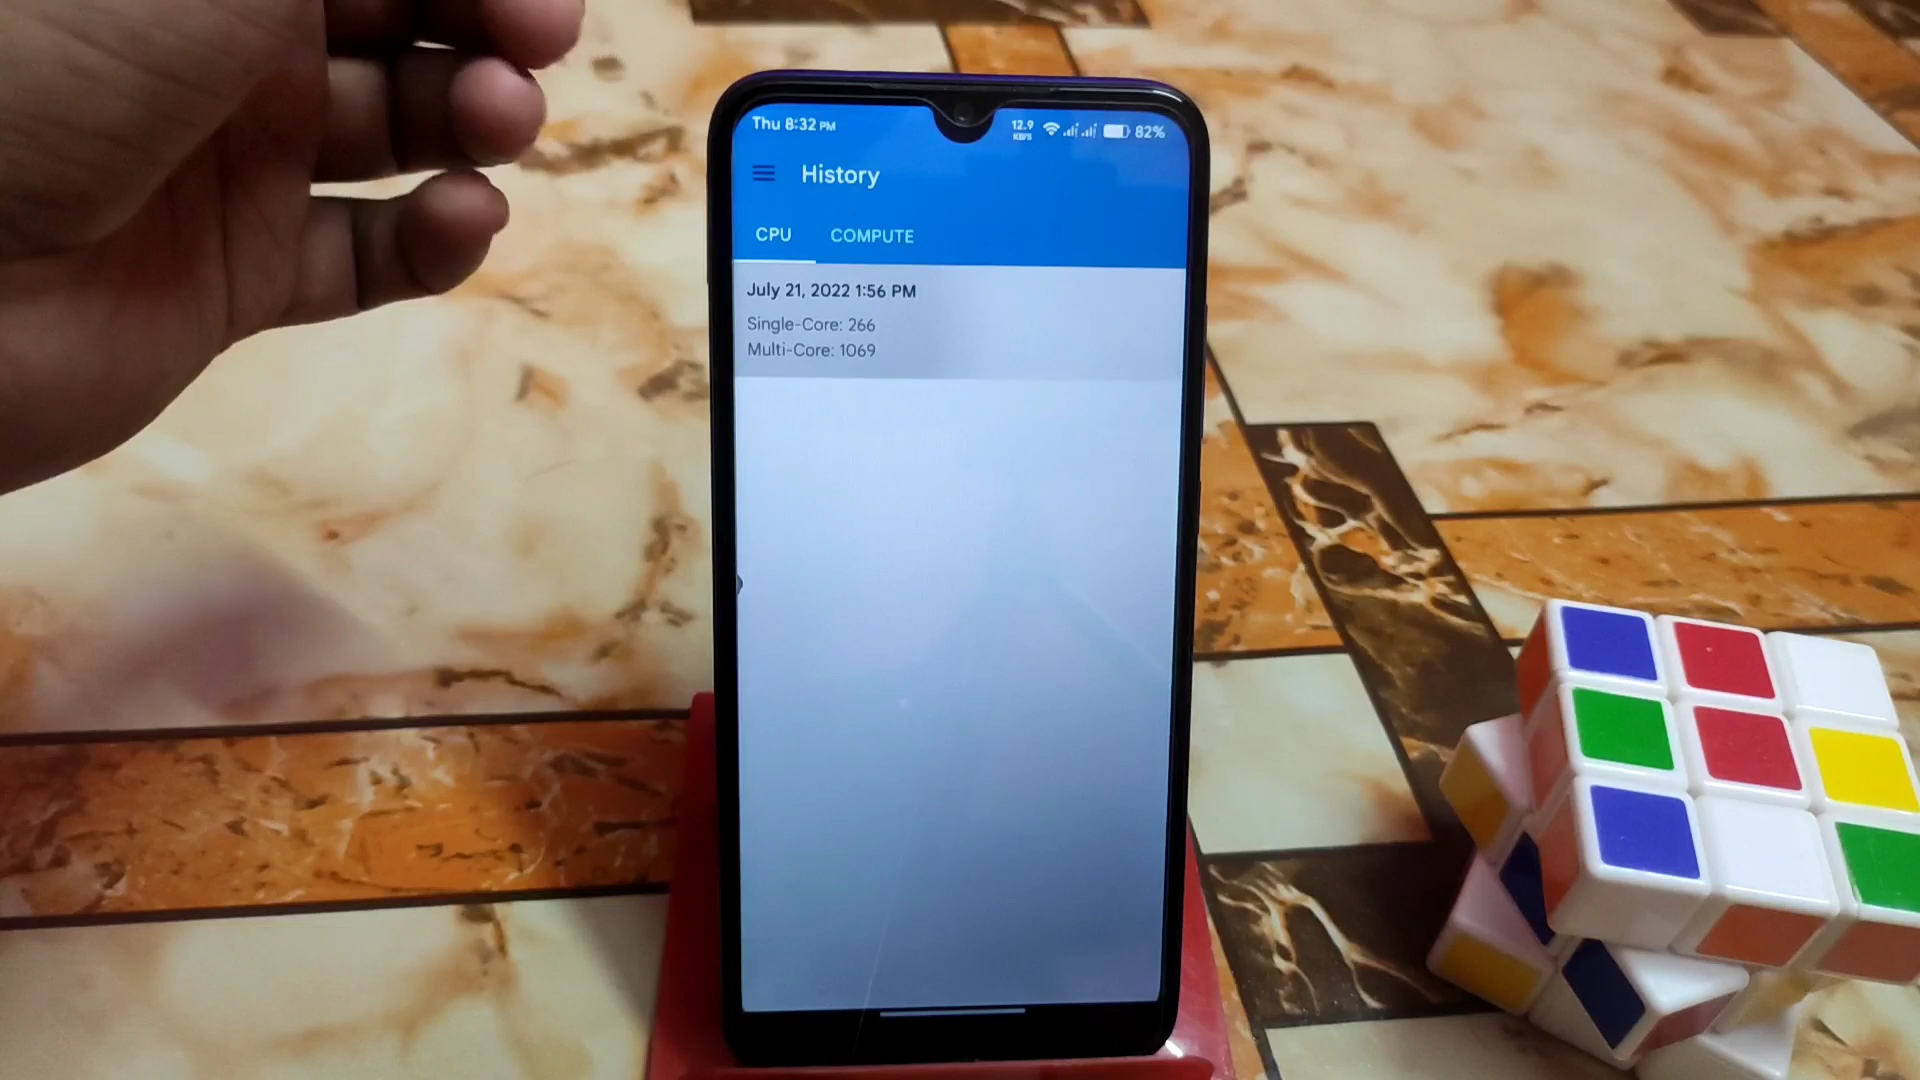 Thu 8:32 PM
12.9 KB/S 82%
History
CPU COMPUTE
July 21, 2022 1:56 PM
Single-Core: 266
Multi-Core: 1069